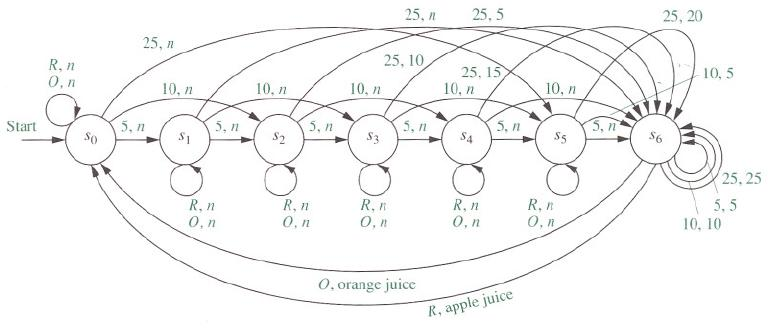 25, n
25, 5
25, 20
25, n
R, n
O, n
25, 10
25, 15
10, 5
10, n
10, n
10, n
10, n
10, n
Start
s0
5, n
s1
5, n
s2
5, n
s3
5, n
s4
5, n
s5
5, n
s6
25, 25
5, 5
10, 10
R, n
O, n
R, n
O, n
R, n
O, n
R, n
O, n
R, n
O, n
O, orange juice
R, apple juice